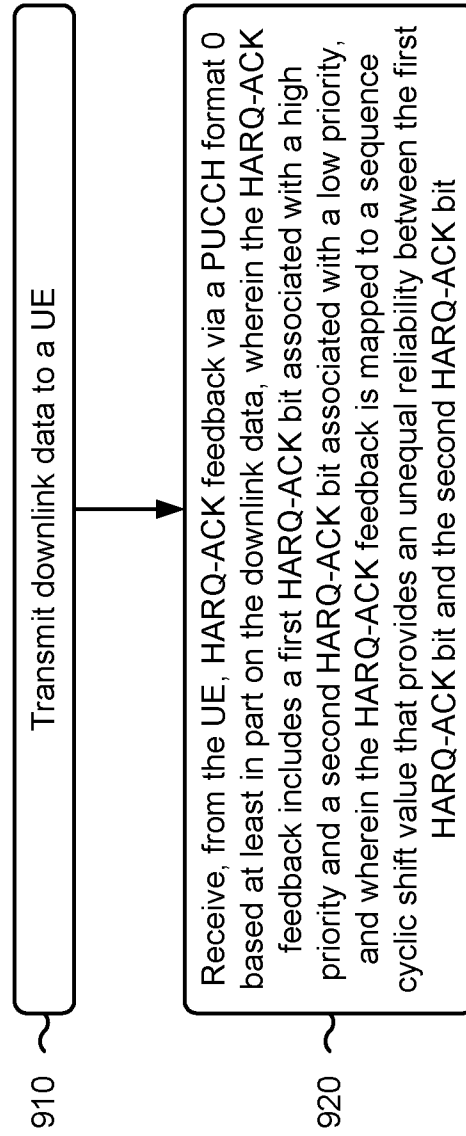 910
Transmit downlink data to a UE
920
Receive, from the UE, HARQ-ACK feedback via a PUCCH format 0
based at least in part on the downlink data, wherein the HARQ-ACK
feedback includes a first HARQ-ACK bit associated with a high
priority and a second HARQ-ACK bit associated with a low priority,
and wherein the HARQ-ACK feedback is mapped to a sequence
cyclic shift value that provides an unequal reliability between the first
HARQ-ACK bit and the second HARQ-ACK bit